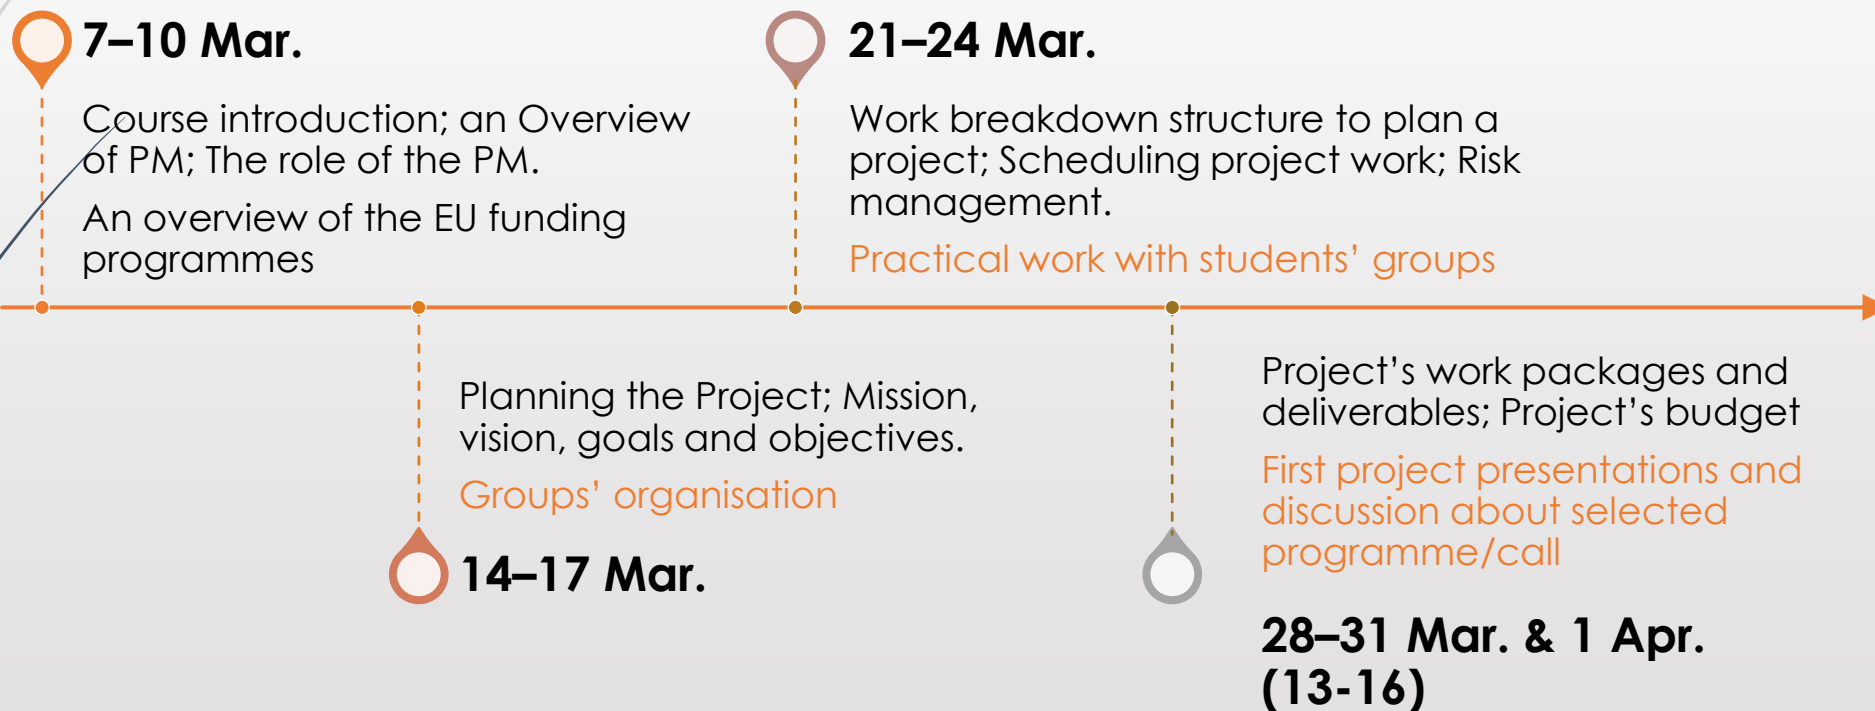 7–10 Mar.
Course introduction; an Overview
of PM; The role of the PM.
An overview of the EU funding
programmes
21–24 Mar.
Work breakdown structure to plan a
project; Scheduling project work; Risk
management.
Practical work with students’ groups
Planning the Project; Mission,
vision, goals and objectives.
Groups’ organisation
14–17 Mar.
Project’s work packages and
deliverables; Project’s budget
First project presentations and
discussion about selected
programme/call
28–31 Mar. & 1 Apr.
(13-16)